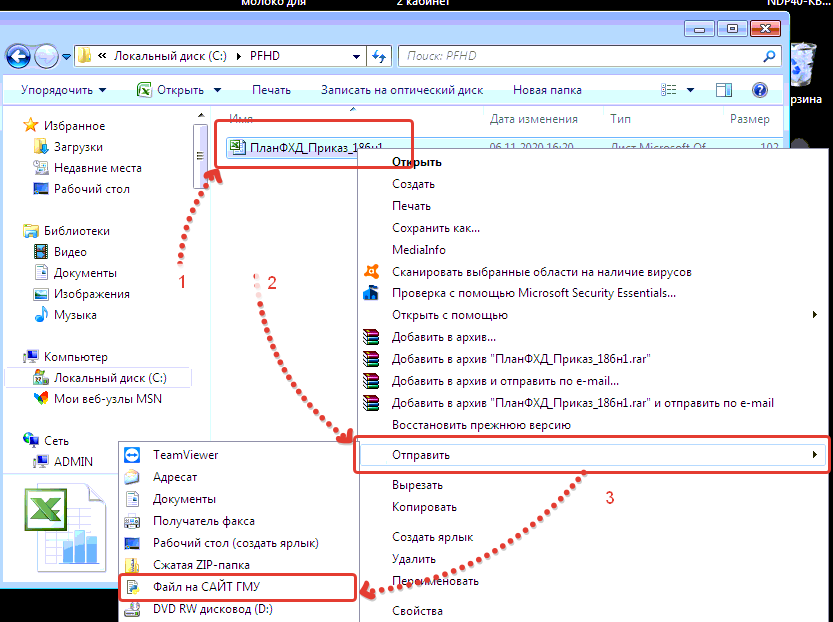 молоко для
2 кабинет
NDP40-KB...
Локальный диск (C:)
PFHD
Поиск: PFHD
Упорядочить
Открыть
Печать
Записать на оптический диск
Новая папка
рзина
Имя
Дата изменения
Тип
Размер
Избранное
Загрузки
Недавние места
Рабочий стол
Библиотеки
Видео
Документы
Изображения
Музыка
Компьютер
Локальный диск (C:)
Мои веб-узлы MSN
Сеть
ADMIN
ПланФХД_Приказ_186н1
06.11.2020 16:20
Лист Microsoft Of...
102
1
2
Открыть
Создать
Печать
Сохранить как...
MediaInfo
Сканировать выбранные области на наличие вирусов
Проверка с помощью Microsoft Security Essentials...
Открыть с помощью
Добавить в архив...
Добавить в архив "ПланФХД_Приказ_186н1.rar"
Добавить в архив и отправить по e-mail...
Добавить в архив "ПланФХД_Приказ_186н1.rar" и отправить по e-mail
Восстановить прежнюю версию
Отправить
Вырезать
Копировать
Создать ярлык
Удалить
Переименовать
Свойства
3
TeamViewer
Адресат
Документы
Получатель факса
Рабочий стол (создать ярлык)
Сжатая ZIP-папка
Файл на САЙТ ГМУ
DVD RW дисковод (D:)